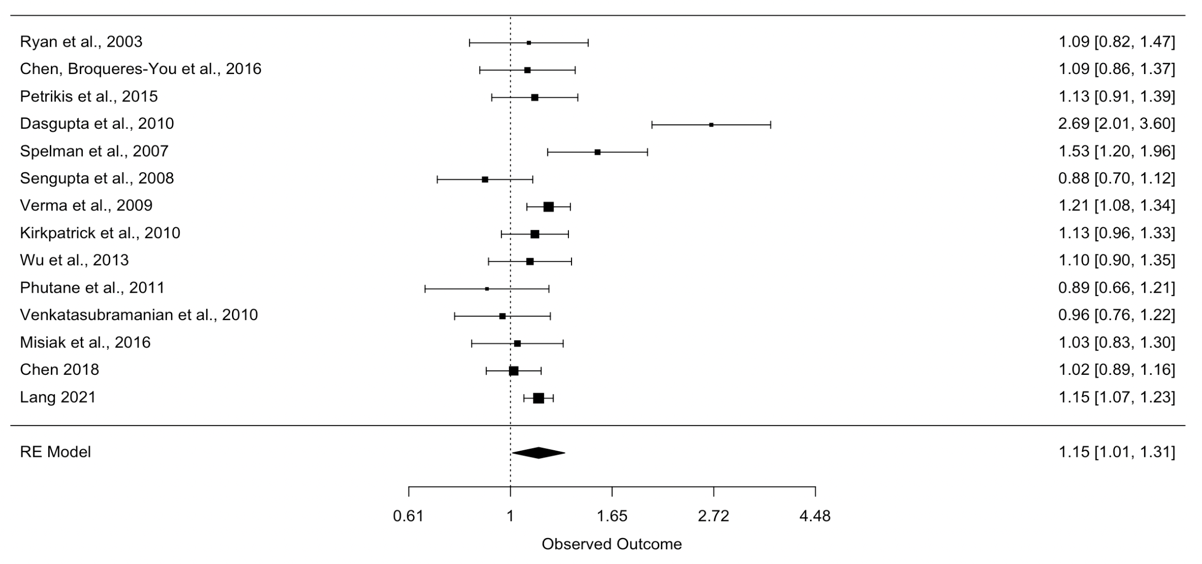 Ryan et al., 2003 1.09 [0.82, 1.47]
Chen, Broqueres-You et al., 2016 1.09 [0.86, 1.37]
Petrikis et al., 2015 1.13 [0.91, 1.39]
Dasgupta et al., 2010 2.69 [2.01, 3.60]
Spelman et al., 2007 1.53 [1.20, 1.96]
Sengupta et al., 2008 0.88 [0.70, 1.12]
Verma et al., 2009 1.21 [1.08, 1.34]
Kirkpatrick et al., 2010 1.13 [0.96, 1.33]
Wu et al., 2013 1.10 [0.90, 1.35]
Phutane et al., 2011 0.89 [0.66, 1.21]
Venkatasubramanian et al., 2010 0.96 [0.76, 1.22]
Misiak et al., 2016 1.03 [0.83, 1.30]
Chen 2018 1.02 [0.89, 1.16]
Lang 2021 1.15 [1.07, 1.23]
RE Model 1.15 [1.01, 1.31]
0.61 1 1.65 2.72 4.48
Observed Outcome